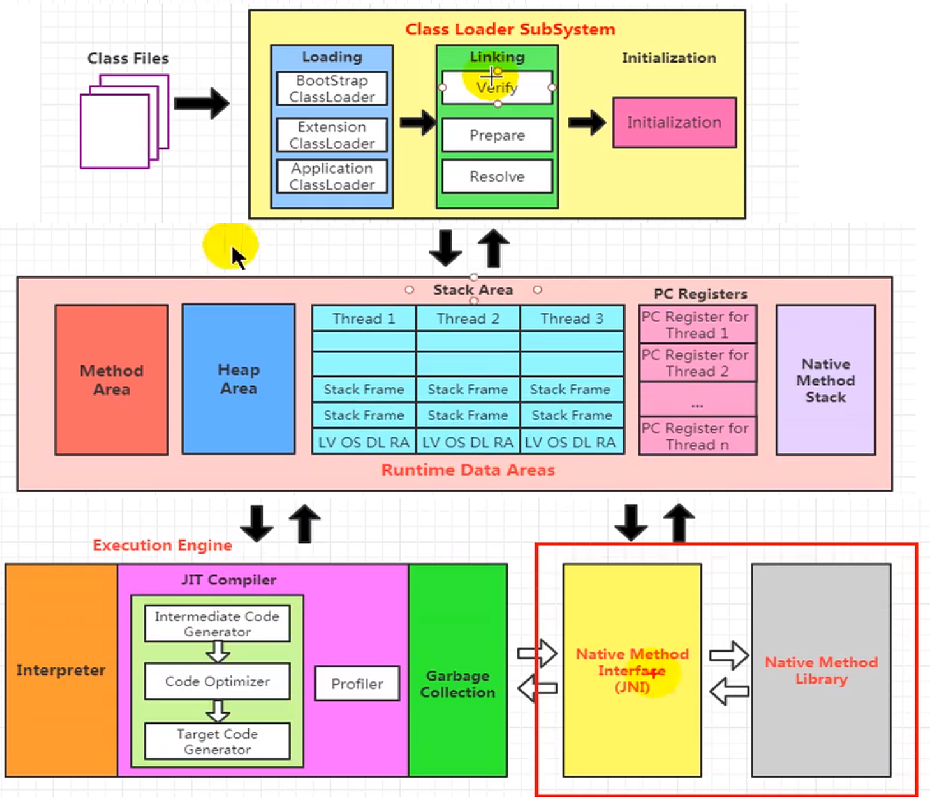 Class Loader SubSystem
Class Files
Loading
BootStrap
ClassLoader
Extension
ClassLoader
Application
ClassLoader
Linking
Verify
Prepare
Resolve
Initialization
Initialization
Stack Area
PC Registers
Method
Area
Heap
Area
Thread 1
Thread 2
Thread 3
Stack Frame
Stack Frame
Stack Frame
Stack Frame
Stack Frame
Stack Frame
LV OS DL RA
LV OS DL RA
LV OS DL RA
PC Register for
Thread 1
PC Register for
Thread 2
...
PC Register for
Thread n
Native
Method
Stack
Runtime Data Areas
Execution Engine
Interpreter
JIT Compiler
Intermediate Code
Generator
Code Optimizer
Target Code
Generator
Profiler
Garbage
Collection
Native Method
Interface
(JNI)
Native Method
Library